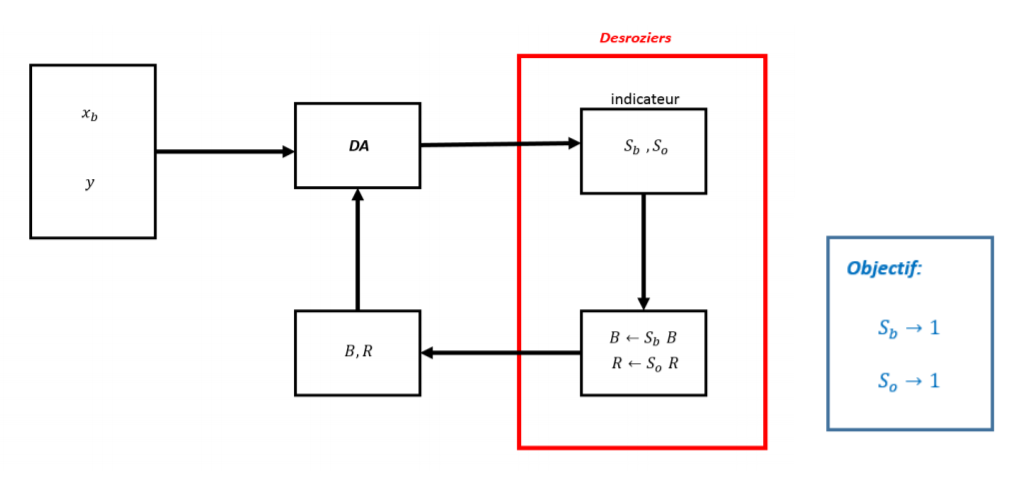 Desroziers
x_b
y
DA
indicateur
S_b , S_o
B, R
B ← S_b B
R ← S_o R
Objectif:
S_b → 1
S_o → 1